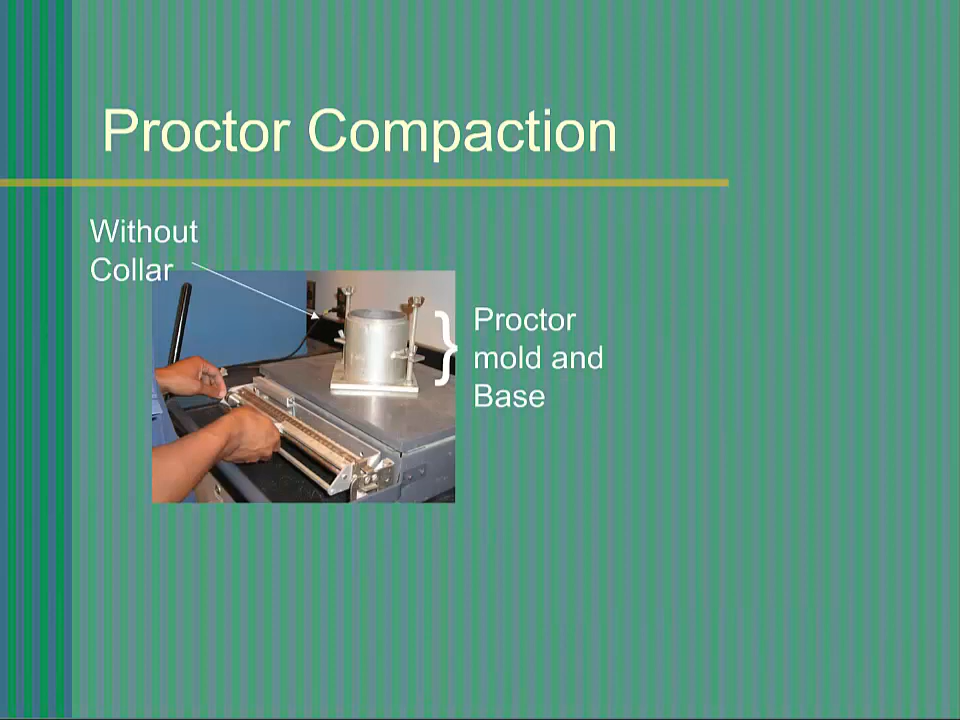 Proctor Compaction
Without
Collar
Proctor
mold and
Base